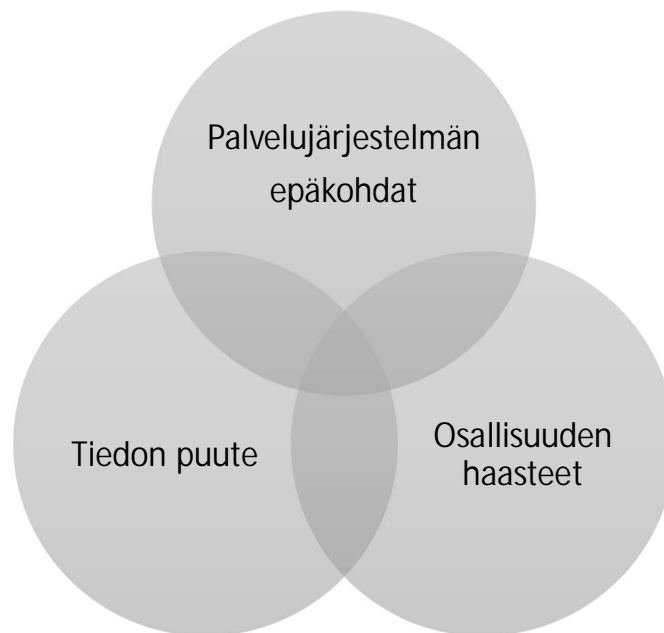 Palvelujärjestelmän
epäkohdat
Tiedon puute
Osallisuuden
haasteet